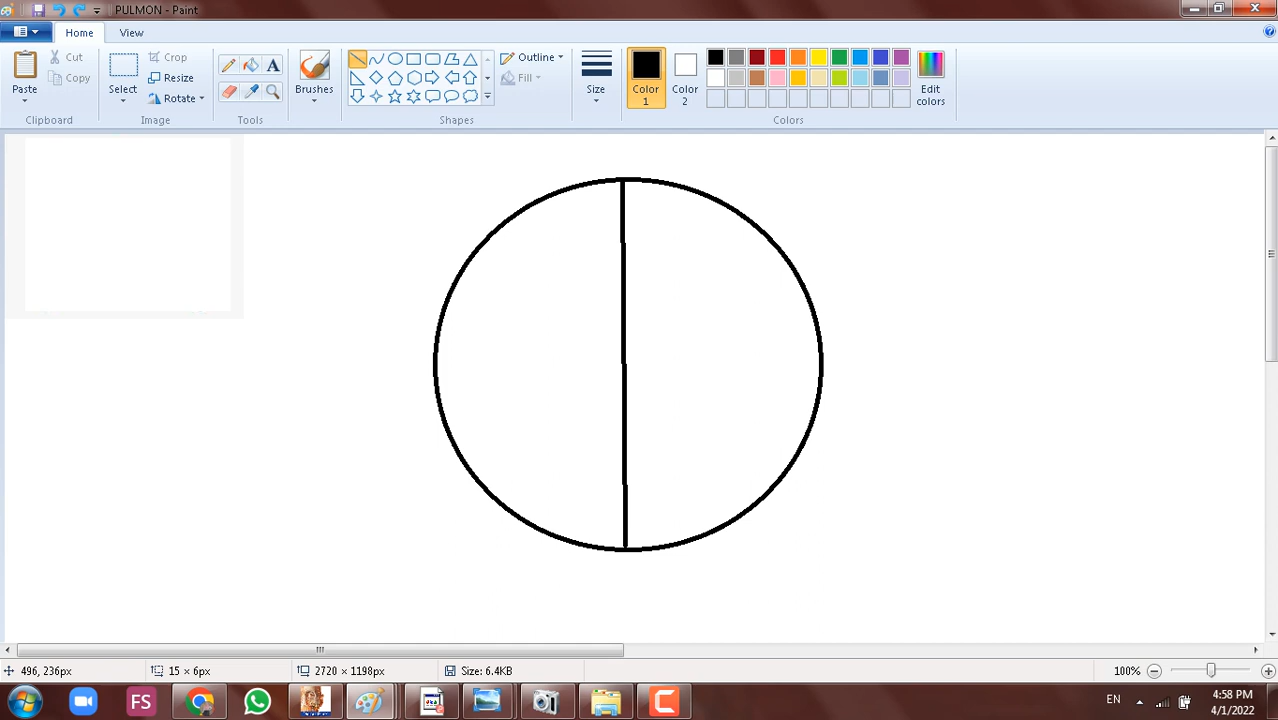 PULMON - Paint
Home
View
Paste
Cut
Copy
Clipboard
Select
Crop
Resize
Rotate
Image
A
Tools
Brushes
Outline
Fill
Shapes
Size
Color 1
Color 2
Edit colors
Colors
496, 236px
15 × 6px
2720 × 1198px
Size: 6.4KB
100%
FS
EN
4:58 PM
4/1/2022